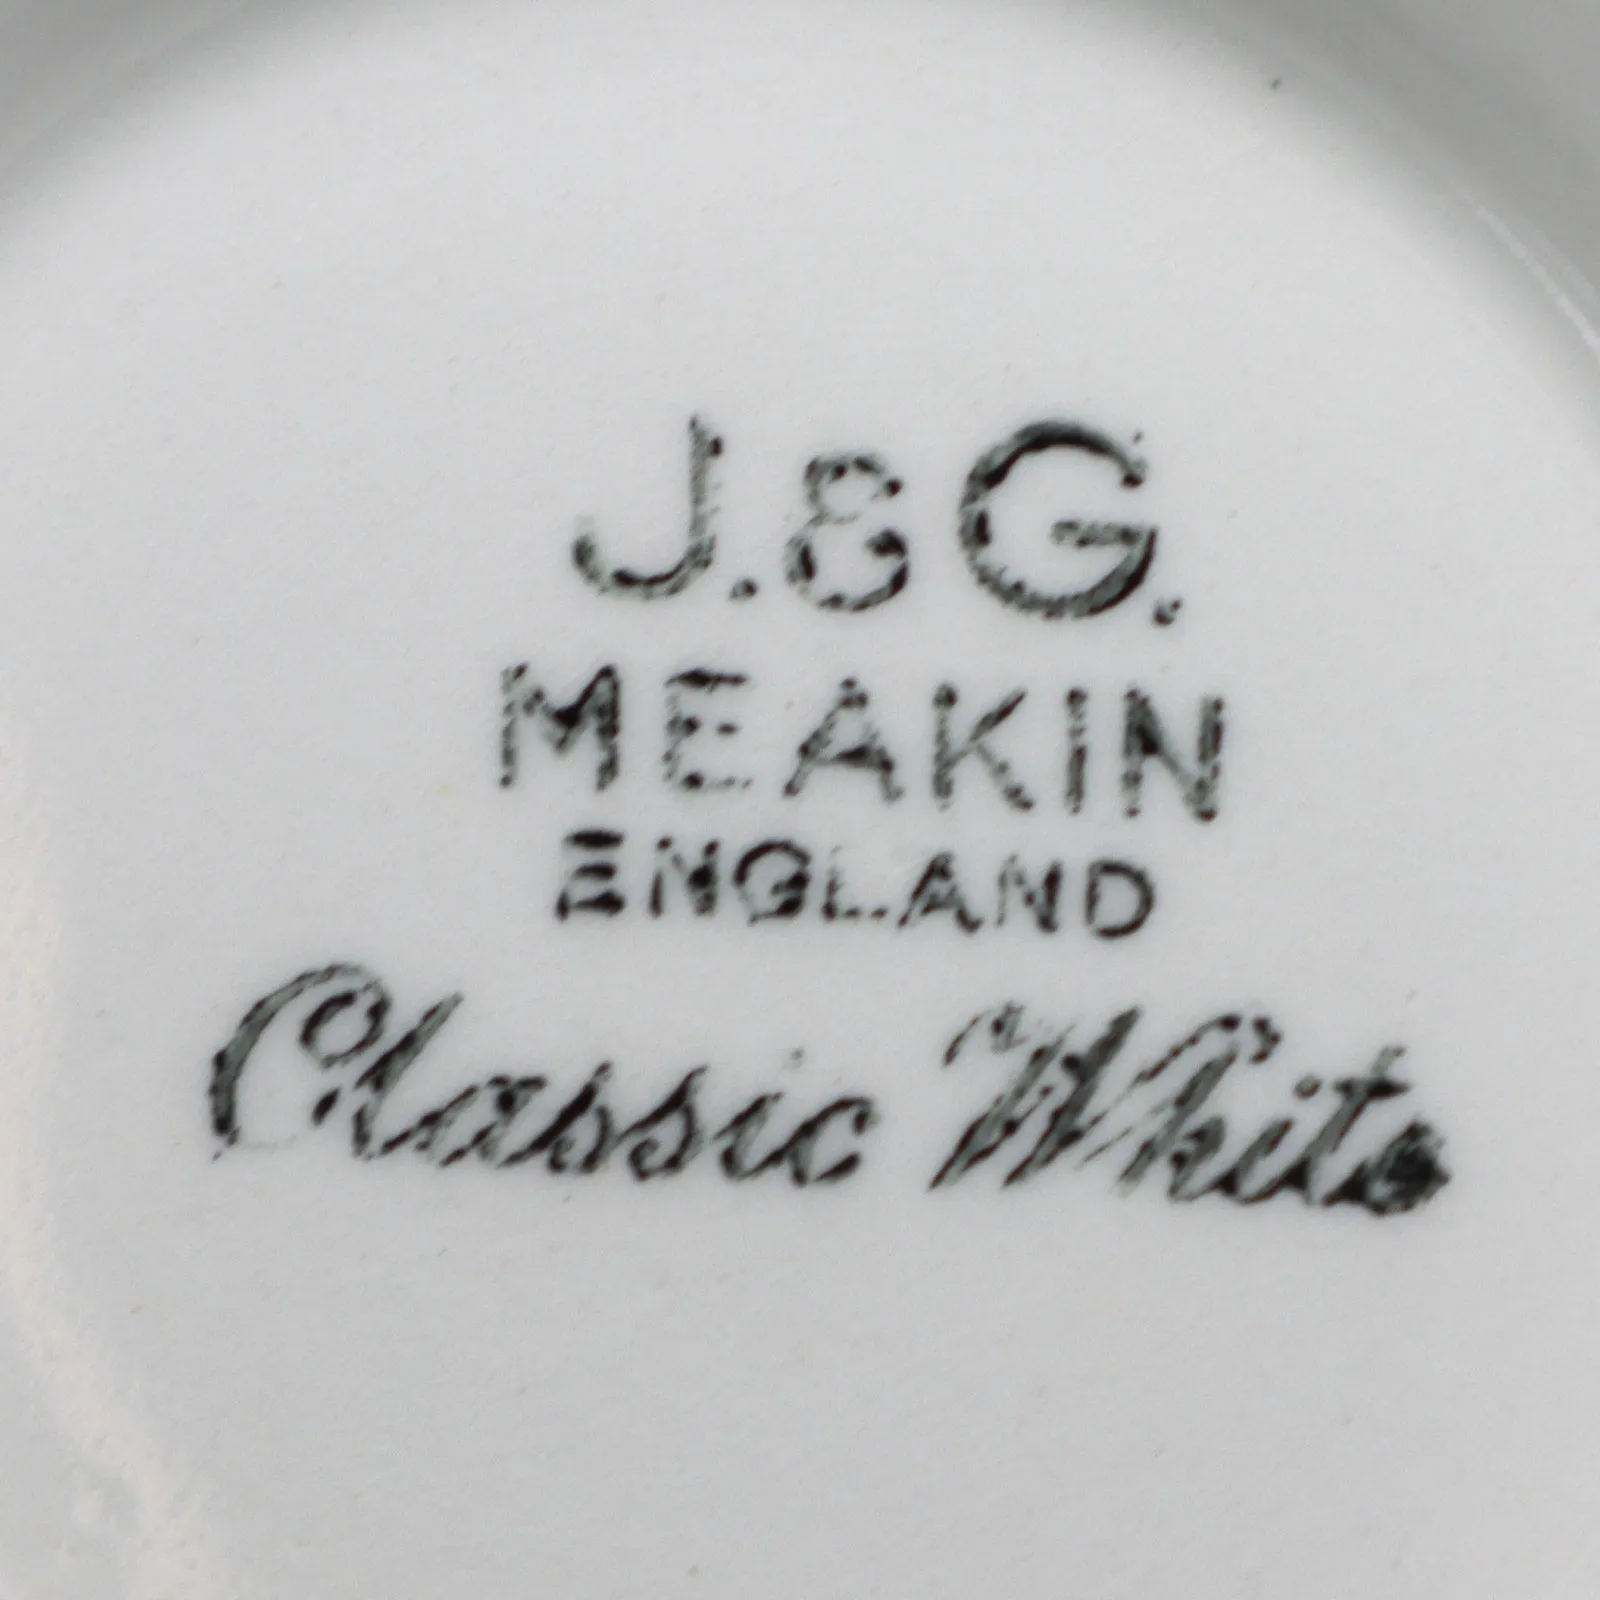 J. & G.
MEAKIN
ENGLAND
Classic White